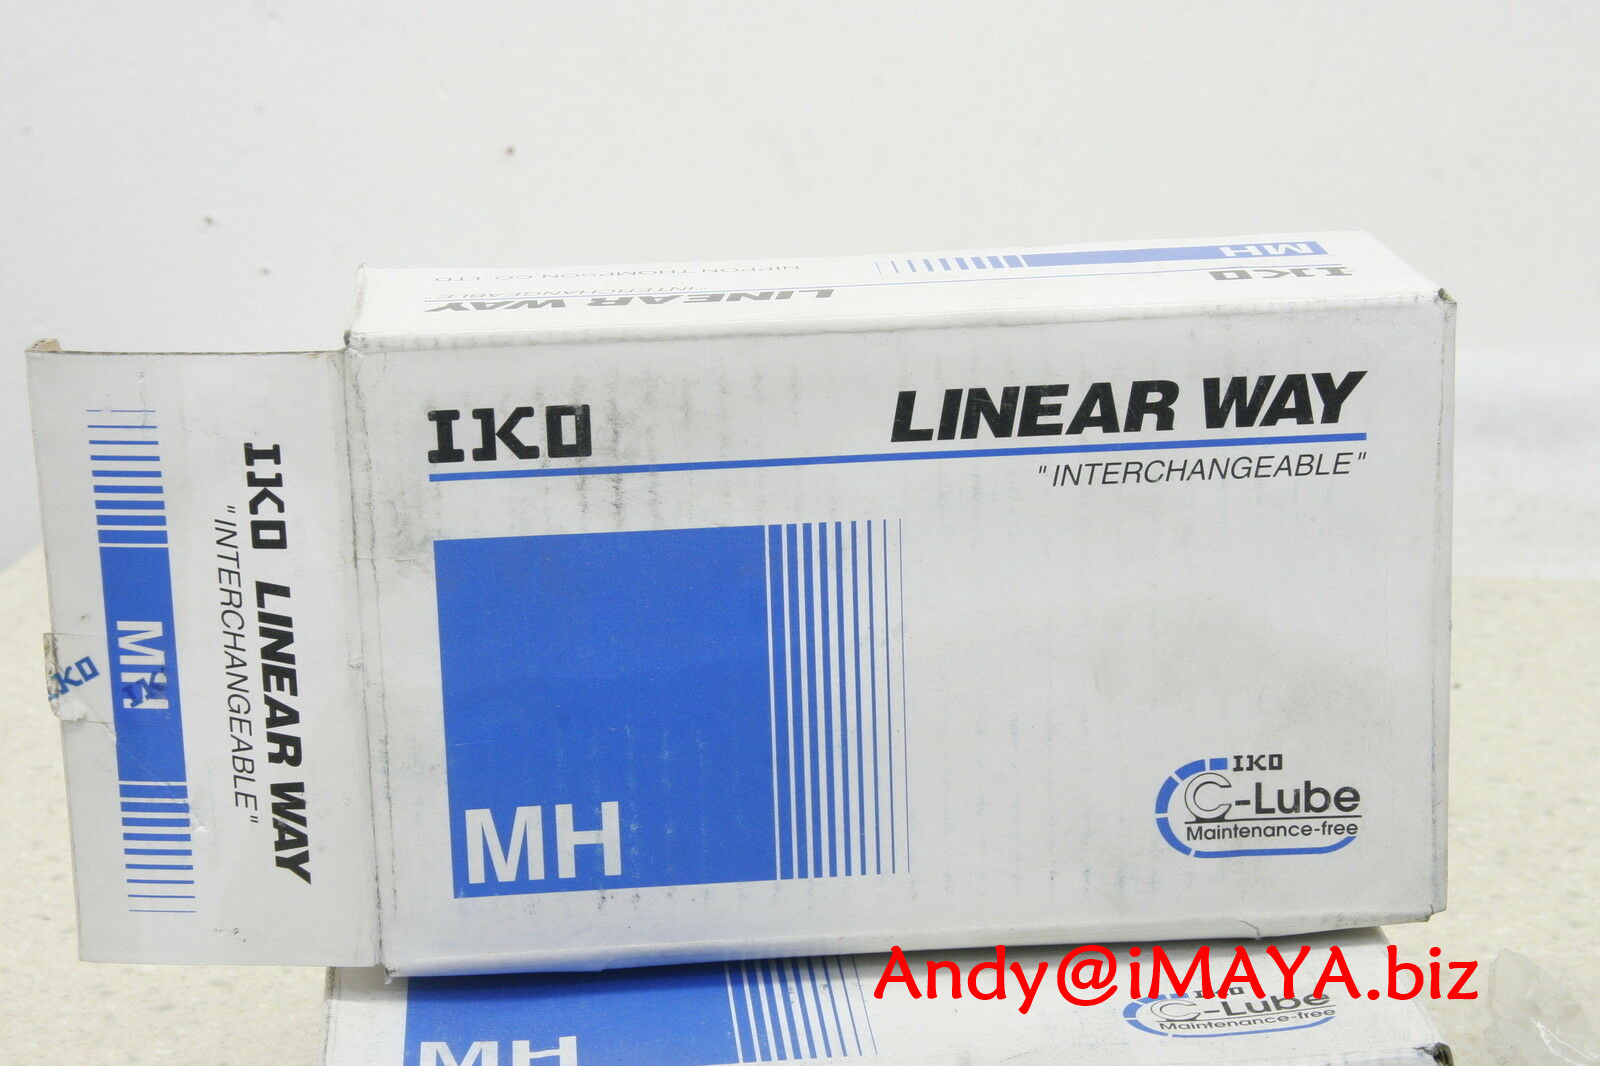 MH
IKO
NIPPON THOMPSON CO.,LTD.
"INTERCHANGEABLE"
LINEAR WAY
IKO
LINEAR WAY
"INTERCHANGEABLE"
MH
IKO
C-Lube
Maintenance-free
IKO LINEAR WAY
"INTERCHANGEABLE"
MH
IKO
Andy@iMAYA.biz
MH
IKO
C-Lube
Maintenance-free